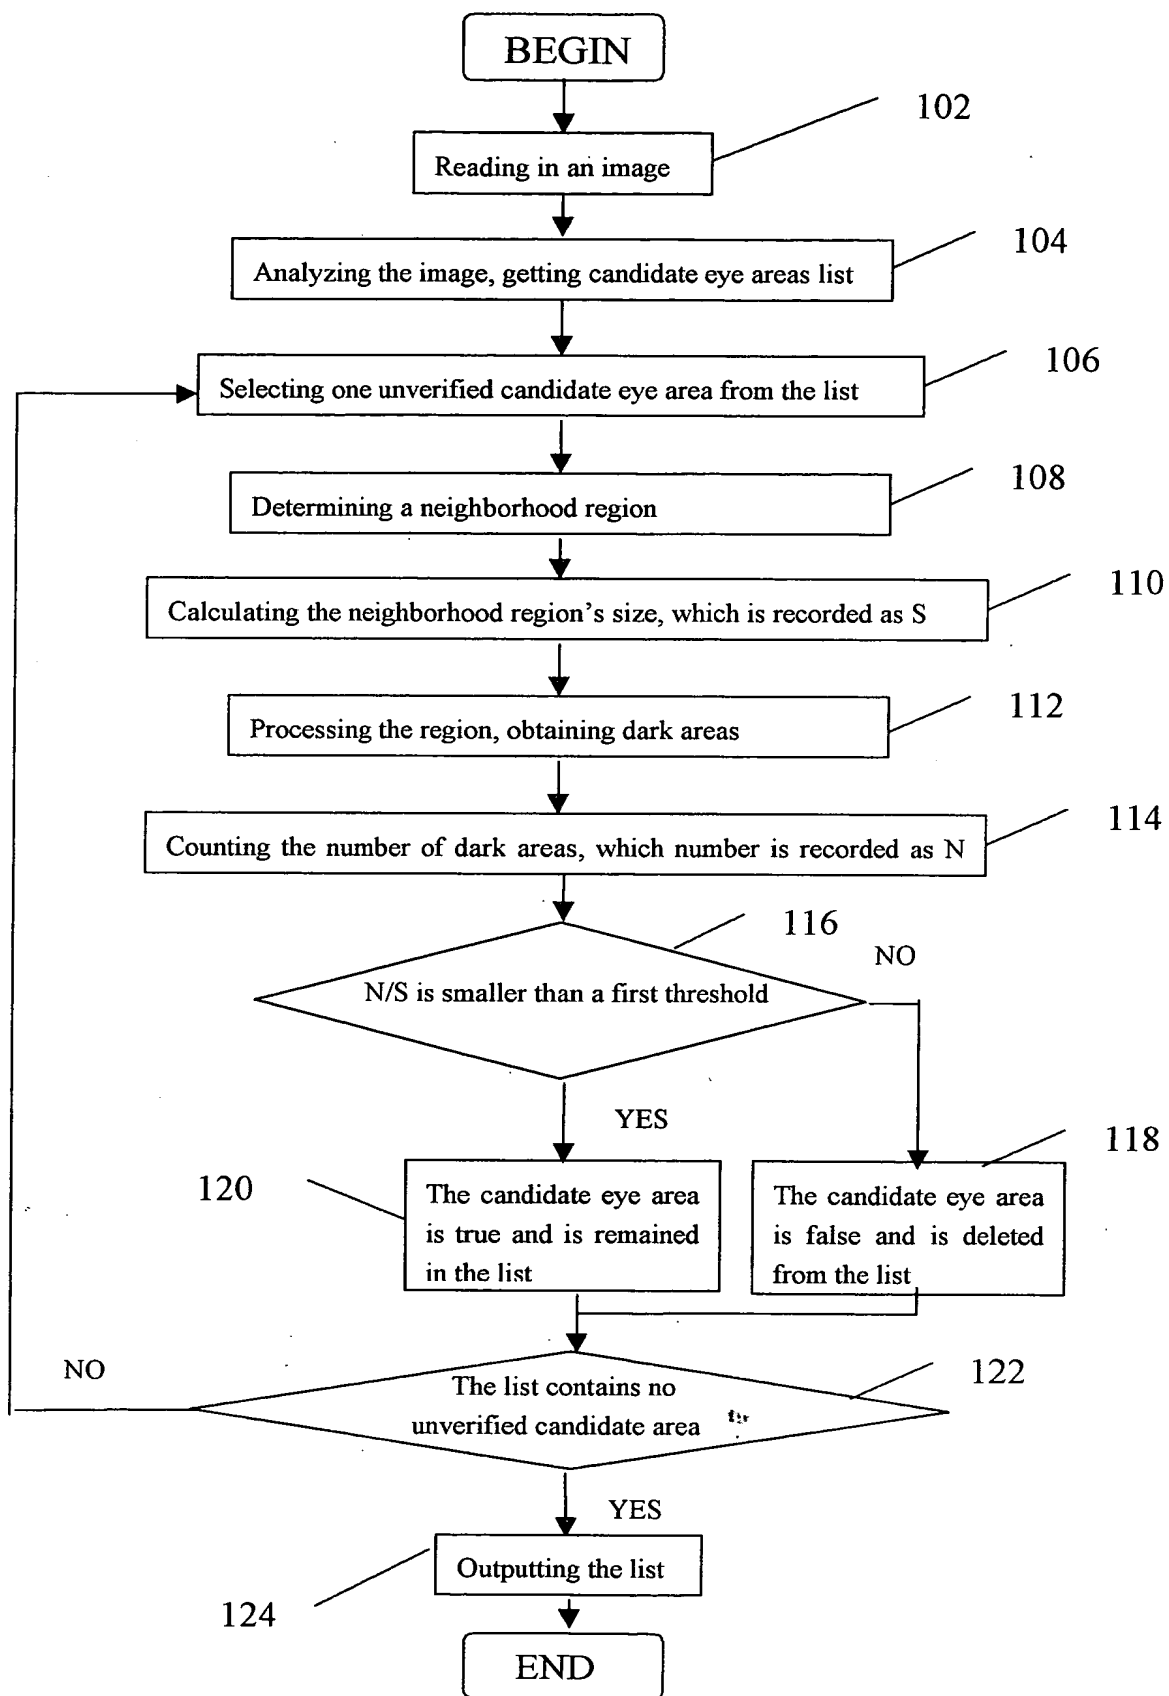 BEGIN
102
Reading in an image
104
Analyzing the image, getting candidate eye areas list
106
Selecting one unverified candidate eye area from the list
108
Determining a neighborhood region
110
Calculating the neighborhood region's size, which is recorded as S
112
Processing the region, obtaining dark areas
114
Counting the number of dark areas, which number is recorded as N
116
NO
N/S is smaller than a first threshold
YES
118
120
The candidate eye area
is true and is remained
in the list
The candidate eye area
is false and is deleted
from the list
NO
122
The list contains no
unverified candidate area
YES
Outputting the list
124
END